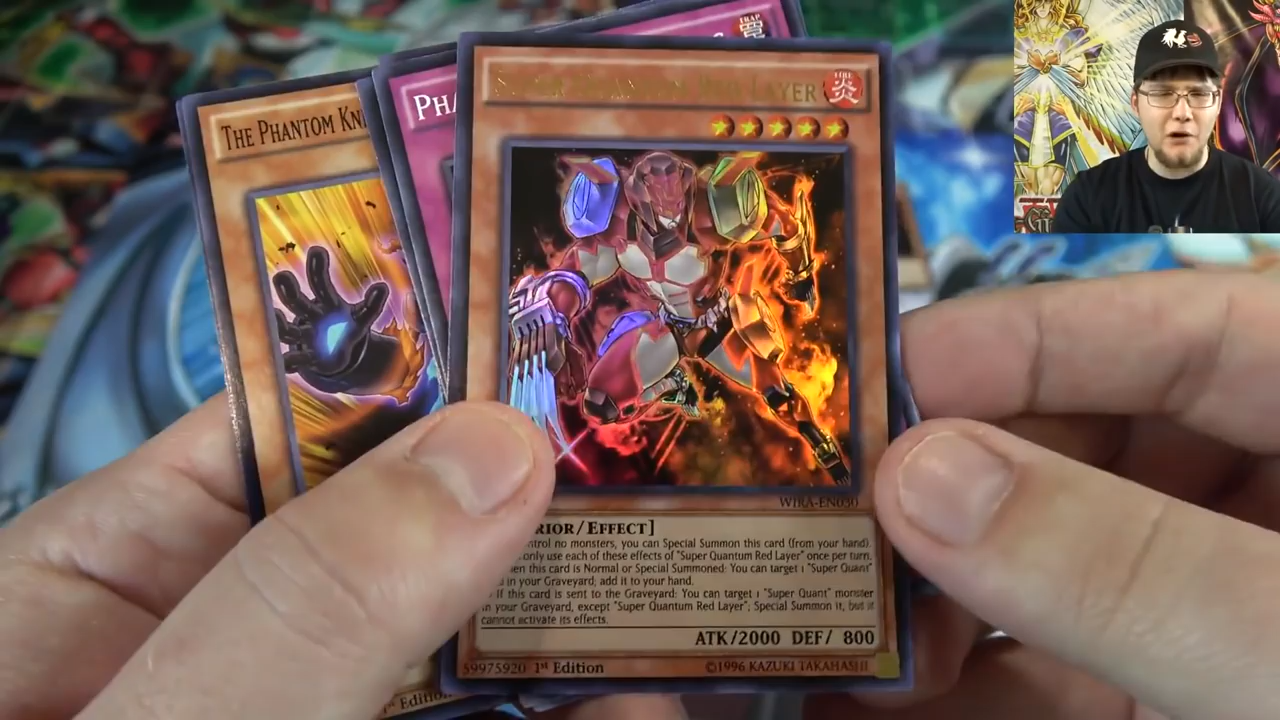 THE PHANTOM KN
PHA
TRAP
SUPER QUANTUM RED LAYER
FIRE
炎
WIRA-EN030
RIOR/EFFECT]
ntrol no monsters, you can Special Summon this card (from your hand).
only use each of these effects of "Super Quantum Red Layer" once per turn.
en this card is Normal or Special Summoned: You can target 1 "Super Quant"
in your Graveyard; add it to your hand.
If this card is sent to the Graveyard: You can target 1 "Super Quant" monster
in your Graveyard, except "Super Quantum Red Layer"; Special Summon it, but it
cannot activate its effects.
ATK/2000 DEF/ 800
59975920 1st Edition
©1996 KAZUKI TAKAHASHI
1st Edition